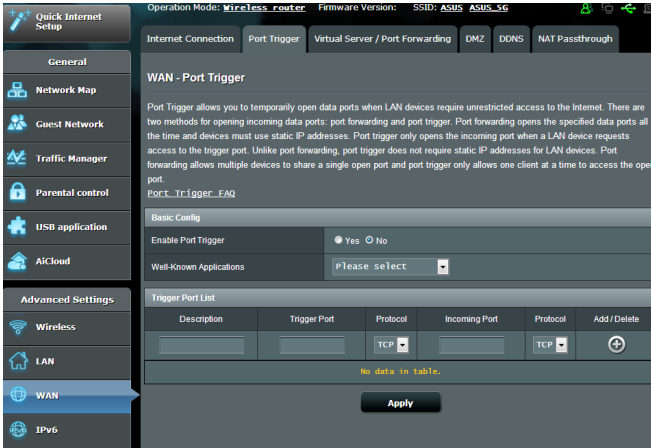 Quick Internet
Setup
General
Network Map
Guest Network
Traffic Manager
Parental control
USB application
AiCloud
Advanced Settings
Wireless
LAN
WAN
IPv6
Operation Mode: Wireless router Firmware Version: SSID: ASUS ASUS_5G
Internet Connection Port Trigger Virtual Server / Port Forwarding DMZ DDNS NAT Passthrough
WAN - Port Trigger
Port Trigger allows you to temporarily open data ports when LAN devices require unrestricted access to the Internet. There are
two methods for opening incoming data ports: port forwarding and port trigger. Port forwarding opens the specified data ports all
the time and devices must use static IP addresses. Port trigger only opens the incoming port when a LAN device requests
access to the trigger port. Unlike port forwarding, port trigger does not require static IP addresses for LAN devices. Port
forwarding allows multiple devices to share a single open port and port trigger only allows one client at a time to access the ope
port.
Port Trigger FAQ
Basic Config
Enable Port Trigger Yes No
Well-Known Applications Please select
Trigger Port List
Description Trigger Port Protocol Incoming Port Protocol Add / Delete
TCP TCP
No data in table.
Apply